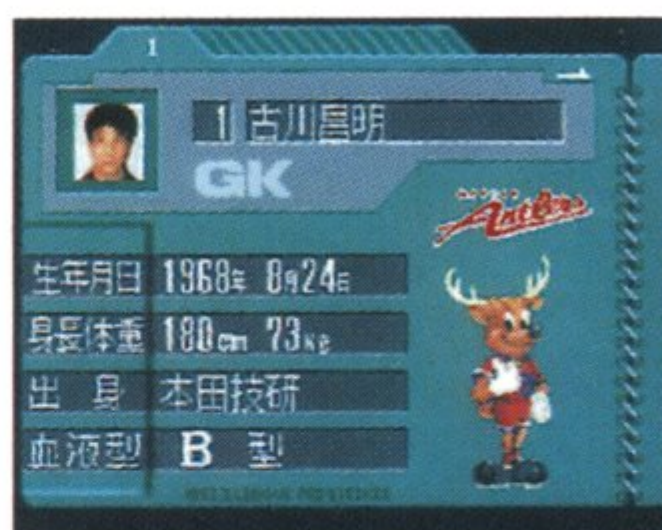 1
1 古川昌明
GK
Antlers
生年月日 1968年 8月24日
身長体重 180cm 73kg
出身 本田技研
血液型 B 型